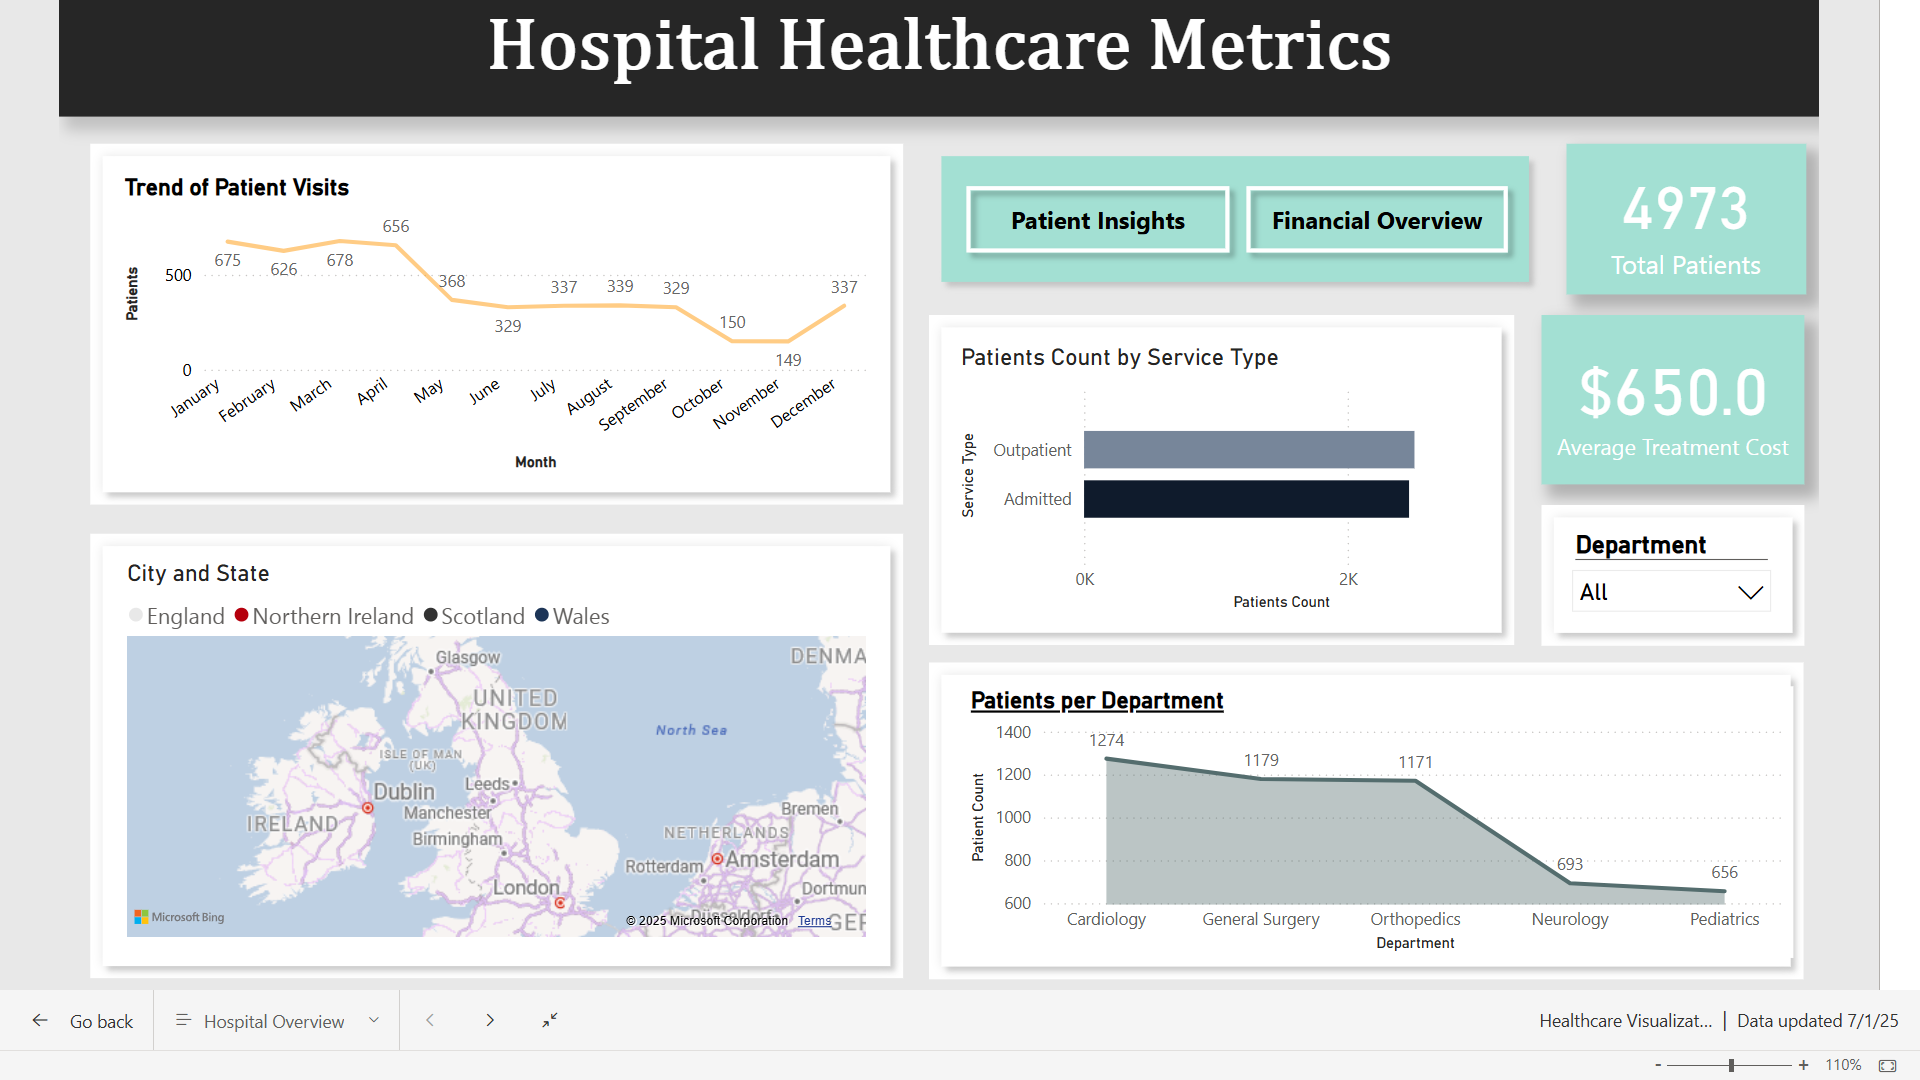 Hospital Healthcare Metrics
Trend of Patient Visits
Patients
500
0
675
626
678
656
368
329
337
339
329
150
149
337
January
February
March
April
May
June
July
August
September
October
November
December
Month
Patient Insights
Financial Overview
4973
Total Patients
$650.0
Average Treatment Cost
Patients Count by Service Type
Service Type
Outpatient
Admitted
0K
2K
Patients Count
Department
All
City and State
England
Northern Ireland
Scotland
Wales
Glasgow
DENMA
UNITED
KINGDOM
North Sea
ISLE OF MAN
(UK)
Leeds
Dublin
Manchester
IRELAND
Birmingham
Bremen
NETHERLANDS
Rotterdam
Amsterdam
London
Dortmun
Düsseldorf
GER
Microsoft Bing
© 2025 Microsoft Corporation
Terms
Patients per Department
Patient Count
1400
1200
1000
800
600
1274
1179
1171
693
656
Cardiology
General Surgery
Orthopedics
Neurology
Pediatrics
Department
Go back
Hospital Overview
Healthcare Visualizat... | Data updated 7/1/25
- + 110%